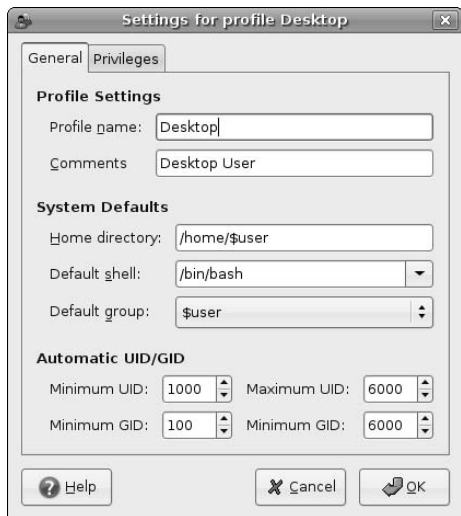 Settings for profile Desktop
General Privileges
Profile Settings
Profile name: Desktop
Comments Desktop User
System Defaults
Home directory: /home/$user
Default shell: /bin/bash
Default group: $user
Automatic UID/GID
Minimum UID: 1000 Maximum UID: 6000
Minimum GID: 100 Minimum GID: 6000
Help Cancel OK